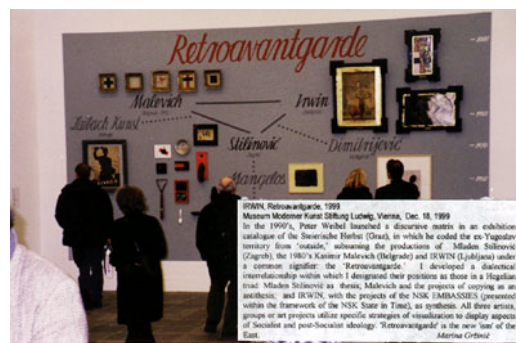 Retroavantgarde
2000
Malevich
Irwin
Laibach Kunst
Stilinović
Dimitrijević
Mangelos
IRWIN, Retroavantgarde, 1999
Museum Moderner Kunst Stiftung Ludwig, Vienna, Dec. 18, 1999
In the 1990's, Peter Weibel launched a discursive matrix in an exhibition
catalogue of the Steierische Herbst (Graz), in which he coded the ex-Yugoslav
territory from 'outside,' subsuming the productions of Mladen Stilinović
(Zagreb), the 1980's Kasimir Malevich (Belgrade) and IRWIN (Ljubljana) under
a common signifier: the 'Retroavantgarde.' I developed a dialectical
interrelationship within which I designated their positions as those in a Hegelian
triad: Mladen Stilinović as thesis; Malevich and the projects of copying as an
antithesis; and IRWIN, with the projects of the NSK EMBASSIES (presented
within the framework of the NSK State in Time), as synthesis. All three artists,
groups or art projects utilize specific strategies of visualization to display aspects
of Socialist and post-Socialist ideology. 'Retroavantgarde' is the new 'ism' of the
East. Marina Gržinić